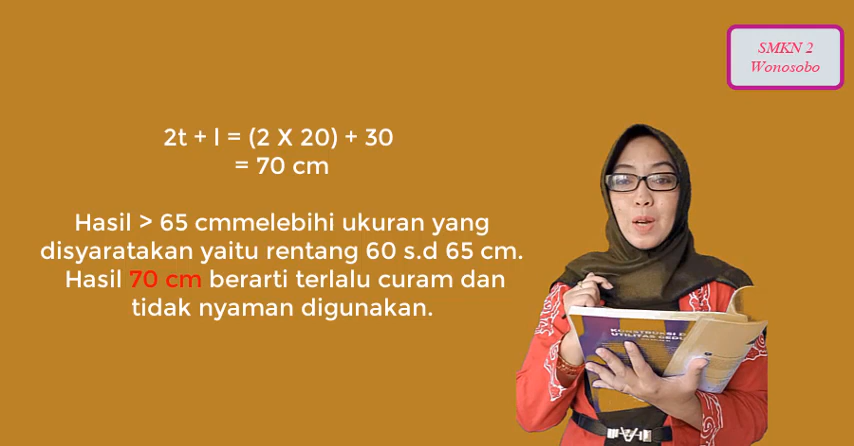 SMKN 2
Wonosobo
2t + l = (2 X 20) + 30
= 70 cm
Hasil > 65 cmmelebihi ukuran yang
disyaratakan yaitu rentang 60 s.d 65 cm.
Hasil 70 cm berarti terlalu curam dan
tidak nyaman digunakan.